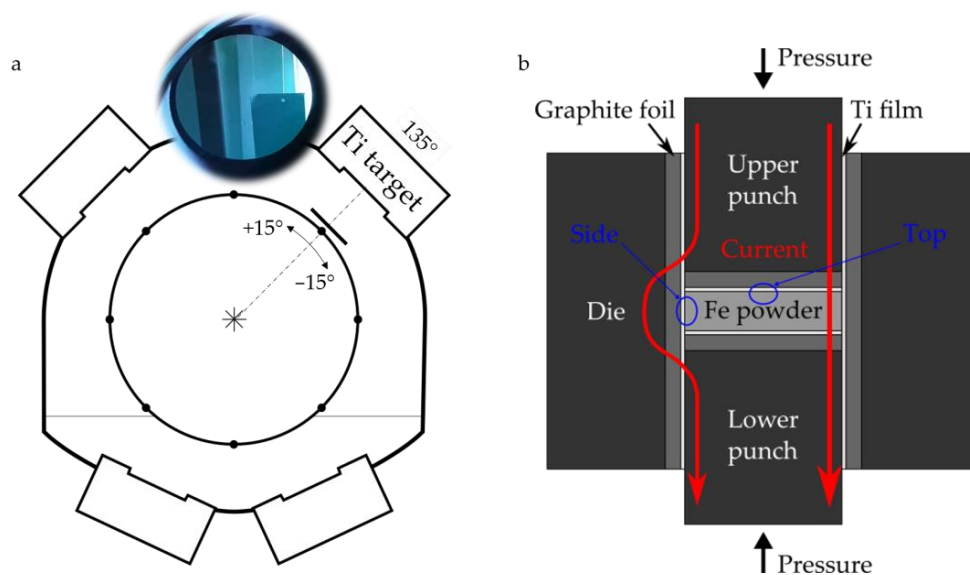 a
135°
Ti target
+15°
−15°
b
Pressure
Graphite foil
Ti film
Upper
punch
Side
Current
Top
Die
Fe powder
Lower
punch
Pressure